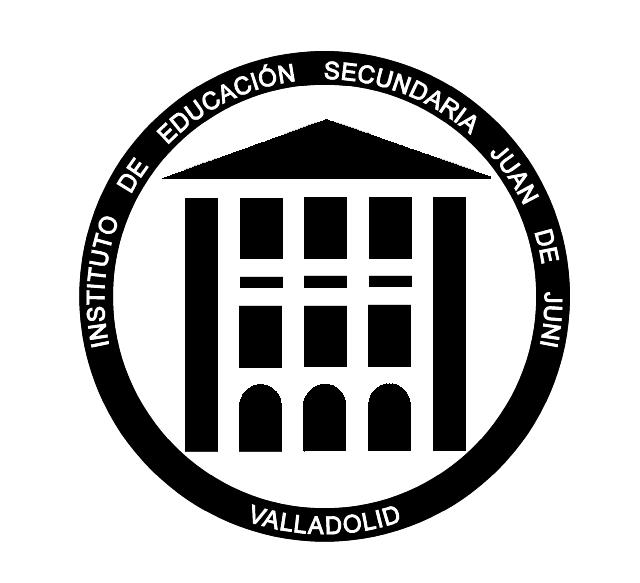 INSTITUTO DE EDUCACIÓN SECUNDARIA JUAN DE JUNI
VALLADOLID